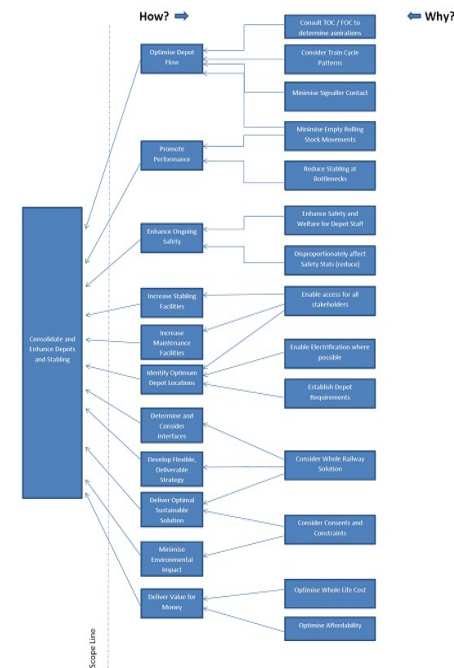 How?
Why?
Consult TOC / FOC to
determine aspirations
Optimise Depot
Flow
Consider Train Cycle
Patterns
Minimise Signaller Contact
Minimise Empty Rolling
Stock Movements
Promote
Performance
Reduce Stabling at
Bottlenecks
Enhance Safety and
Welfare for Depot Staff
Enhance Ongoing
Safety
Disproportionately affect
Safety Stats (reduce)
Increase Stabling
Facilities
Enable access for all
stakeholders
Consolidate and
Enhance Depots
and Stabling
Increase
Maintenance
Facilities
Enable Electrification where
possible
Identify Optimum
Depot Locations
Establish Depot
Requirements
Determine and
Consider
Interfaces
Develop Flexible,
Deliverable
Strategy
Consider Whole Railway
Solution
Deliver Optimal
Sustainable
Solution
Consider Consents and
Constraints
Minimise
Environmental
Impact
Deliver Value for
Money
Optimise Whole Life Cost
Optimise Affordability
Scope Line